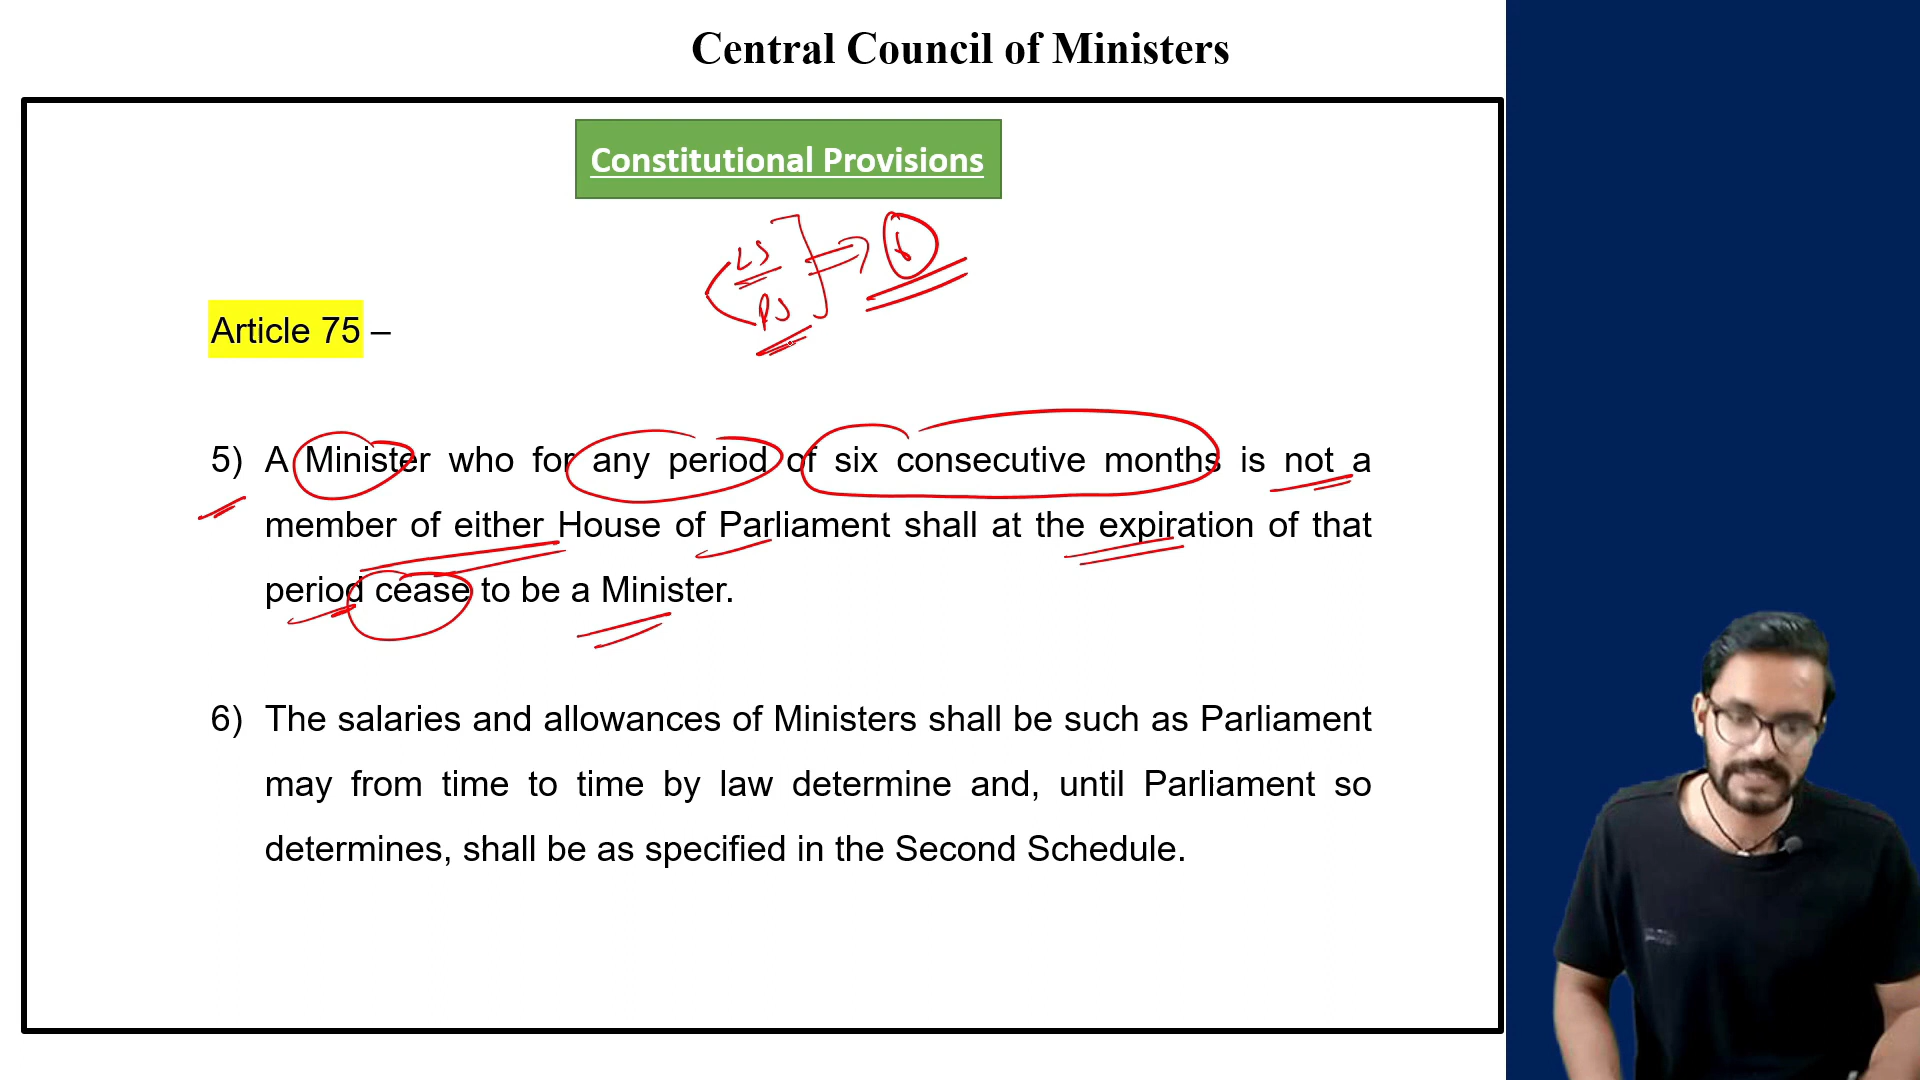 Central Council of Ministers
Constitutional Provisions
LS
RS
6
Article 75 –
5) A Minister who for any period of six consecutive months is not a
member of either House of Parliament shall at the expiration of that
period cease to be a Minister.
6) The salaries and allowances of Ministers shall be such as Parliament
may from time to time by law determine and, until Parliament so
determines, shall be as specified in the Second Schedule.